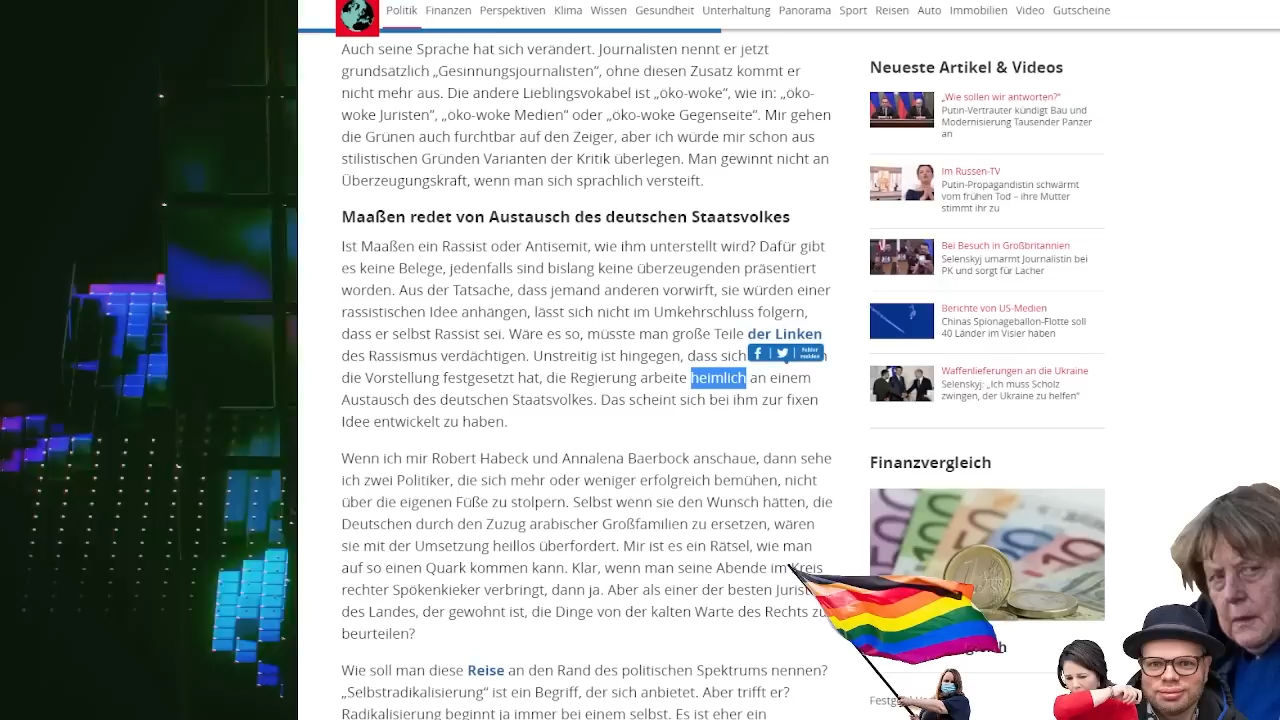 Politik Finanzen Perspektiven Klima Wissen Gesundheit Unterhaltung Panorama Sport Reisen Auto Immobilien Video Gutscheine
Auch seine Sprache hat sich verändert. Journalisten nennt er jetzt
grundsätzlich „Gesinnungsjournalisten“, ohne diesen Zusatz kommt er
nicht mehr aus. Die andere Lieblingsvokabel ist „öko-woke“, wie in: „öko-
woke Juristen“, „öko-woke Medien“ oder „öko-woke Gegenseite“. Mir gehen
die Grünen auch furchtbar auf den Zeiger, aber ich würde mir schon aus
stilistischen Gründen Varianten der Kritik überlegen. Man gewinnt nicht an
Überzeugungskraft, wenn man sich sprachlich versteift.
Maaßen redet von Austausch des deutschen Staatsvolkes
Ist Maaßen ein Rassist oder Antisemit, wie ihm unterstellt wird? Dafür gibt
es keine Belege, jedenfalls sind bislang keine überzeugenden präsentiert
worden. Aus der Tatsache, dass jemand anderen vorwirft, sie würden einer
rassistischen Idee anhängen, lässt sich nicht im Umkehrschluss folgern,
dass er selbst Rassist sei. Wäre es so, müsste man große Teile der Linken
des Rassismus verdächtigen. Unstreitig ist hingegen, dass sich
Fehler
melden
die Vorstellung festgesetzt hat, die Regierung arbeite heimlich an einem
Austausch des deutschen Staatsvolkes. Das scheint sich bei ihm zur fixen
Idee entwickelt zu haben.
Wenn ich mir Robert Habeck und Annalena Baerbock anschaue, dann sehe
ich zwei Politiker, die sich mehr oder weniger erfolgreich bemühen, nicht
über die eigenen Füße zu stolpern. Selbst wenn sie den Wunsch hätten, die
Deutschen durch den Zuzug arabischer Großfamilien zu ersetzen, wären
sie mit der Umsetzung heillos überfordert. Mir ist es ein Rätsel, wie man
auf so einen Quark kommen kann. Klar, wenn man seine Abende im Kreis
rechter Spökenkieker verbringt, dann ja. Aber als einer der besten Jurist
des Landes, der gewohnt ist, die Dinge von der kalten Warte des Rechts zu
beurteilen?
Wie soll man diese Reise an den Rand des politischen Spektrums nennen?
„Selbstradikalisierung“ ist ein Begriff, der sich anbietet. Aber trifft er?
Radikalisierung beginnt ja immer bei einem selbst. Es ist eher ein
Neueste Artikel & Videos
„Wie sollen wir antworten?“
Putin-Vertrauter kündigt Bau und
Modernisierung Tausender Panzer
an
Im Russen-TV
Putin-Propagandistin schwärmt
vom frühen Tod – ihre Mutter
stimmt ihr zu
Bei Besuch in Großbritannien
Selenskyj umarmt Journalistin bei
PK und sorgt für Lacher
Berichte von US-Medien
Chinas Spionageballon-Flotte soll
40 Länder im Visier haben
Waffenlieferungen an die Ukraine
Selenskyj: „Ich muss Scholz
zwingen, der Ukraine zu helfen“
Finanzvergleich